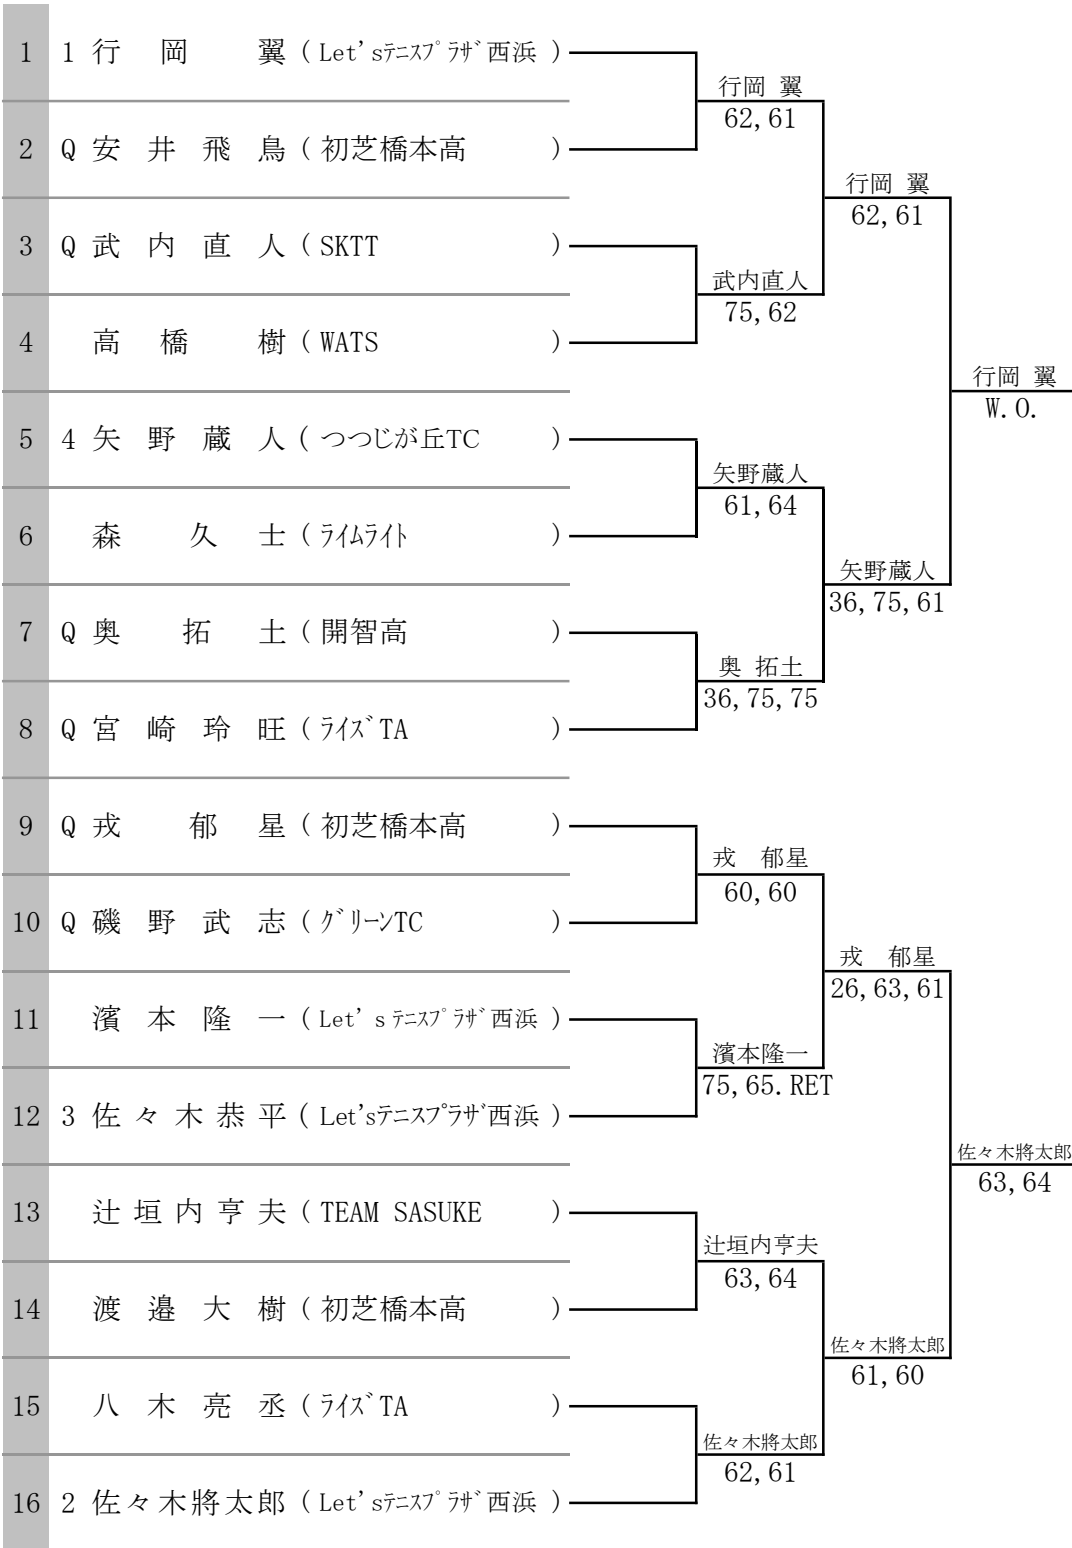 1 1 行岡 翼 ( Let'sﾃﾆｽﾌﾟﾗｻﾞ西浜 )
行岡 翼
62,61
2 Q 安井飛鳥 ( 初芝橋本高 )
行岡 翼
62,61
3 Q 武内直人 ( SKTT )
武内直人
75,62
4 高橋 樹 ( WATS )
行岡 翼
W.O.
5 4 矢野蔵人 ( つつじが丘TC )
矢野蔵人
61,64
6 森 久士 ( ﾗｲﾑﾗｲﾄ )
矢野蔵人
36,75,61
7 Q 奥 拓士 ( 開智高 )
奥 拓士
36,75,75
8 Q 宮崎玲旺 ( ﾗｲｽﾞTA )
9 Q 戎 郁星 ( 初芝橋本高 )
戎 郁星
60,60
10 Q 磯野武志 ( ｸﾞﾘｰﾝTC )
戎 郁星
26,63,61
11 濱本隆一 ( Let's ﾃﾆｽﾌﾟﾗｻﾞ西浜 )
濱本隆一
75,65.RET
12 3 佐々木恭平 ( Let'sﾃﾆｽﾌﾟﾗｻﾞ西浜 )
佐々木將太郎
63,64
13 辻垣内亨夫 ( TEAM SASUKE )
辻垣内亨夫
63,64
14 渡邉大樹 ( 初芝橋本高 )
佐々木將太郎
61,60
15 八木亮丞 ( ﾗｲｽﾞTA )
佐々木將太郎
62,61
16 2 佐々木將太郎 ( Let'sﾃﾆｽﾌﾟﾗｻﾞ西浜 )